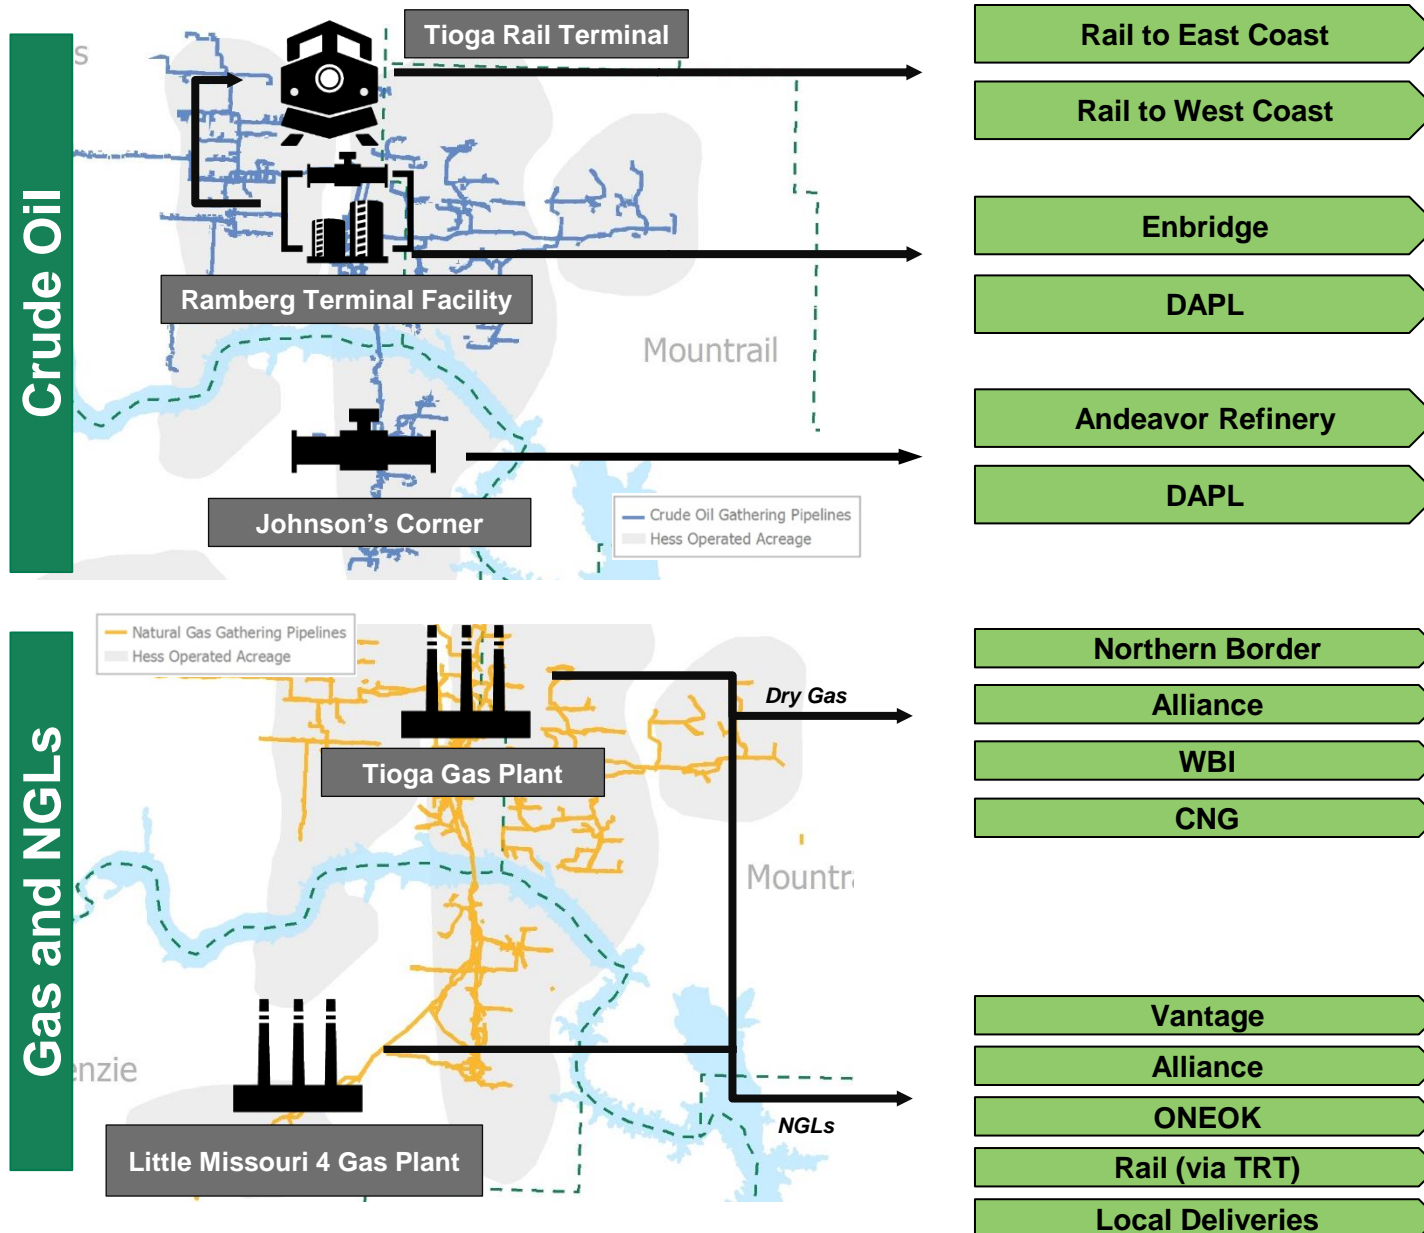 Crude Oil
s
Tioga Rail Terminal
Ramberg Terminal Facility
Mountrail
Johnson's Corner
Crude Oil Gathering Pipelines
Hess Operated Acreage
Rail to East Coast
Rail to West Coast
Enbridge
DAPL
Andeavor Refinery
DAPL
Gas and NGLs
Natural Gas Gathering Pipelines
Hess Operated Acreage
Tioga Gas Plant
Dry Gas
Mountr
enzie
Little Missouri 4 Gas Plant
NGLs
Northern Border
Alliance
WBI
CNG
Vantage
Alliance
ONEOK
Rail (via TRT)
Local Deliveries